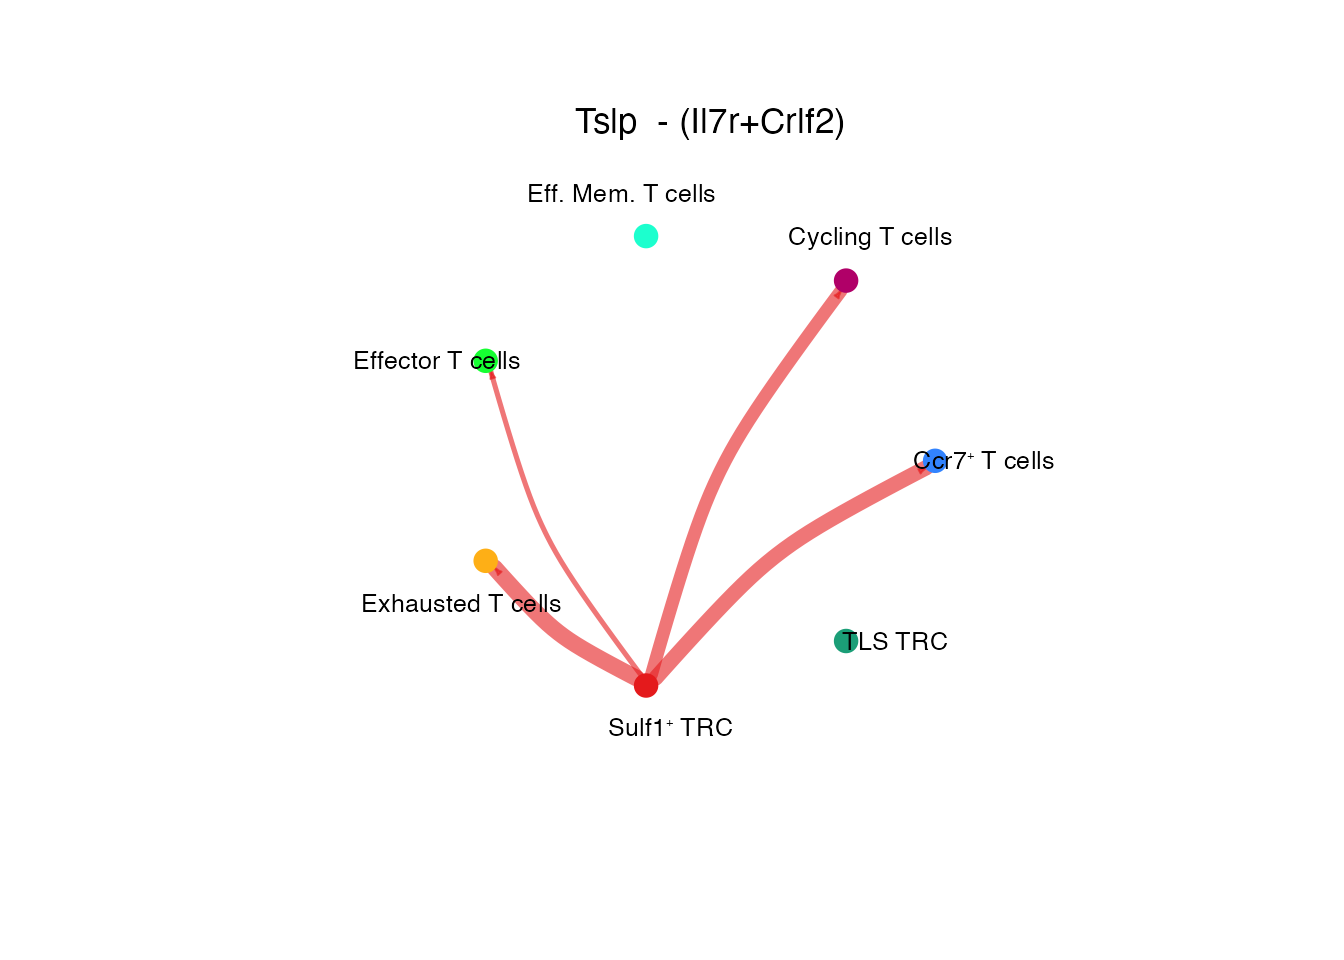 Tslp - (Il7r+Crlf2)
Eff. Mem. T cells
Cycling T cells
Effector T cells
Ccr7⁺ T cells
Exhausted T cells
TLS TRC
Sulf1⁺ TRC